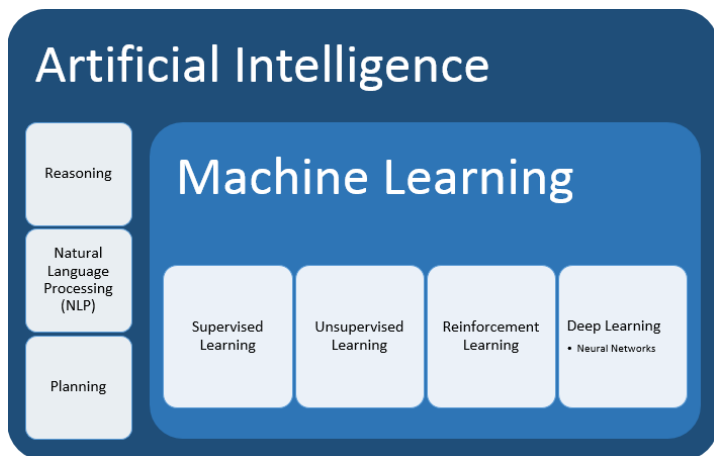 Artificial Intelligence
Reasoning
Natural
Language
Processing
(NLP)
Planning
Machine Learning
Supervised
Learning
Unsupervised
Learning
Reinforcement
Learning
Deep Learning
• Neural Networks